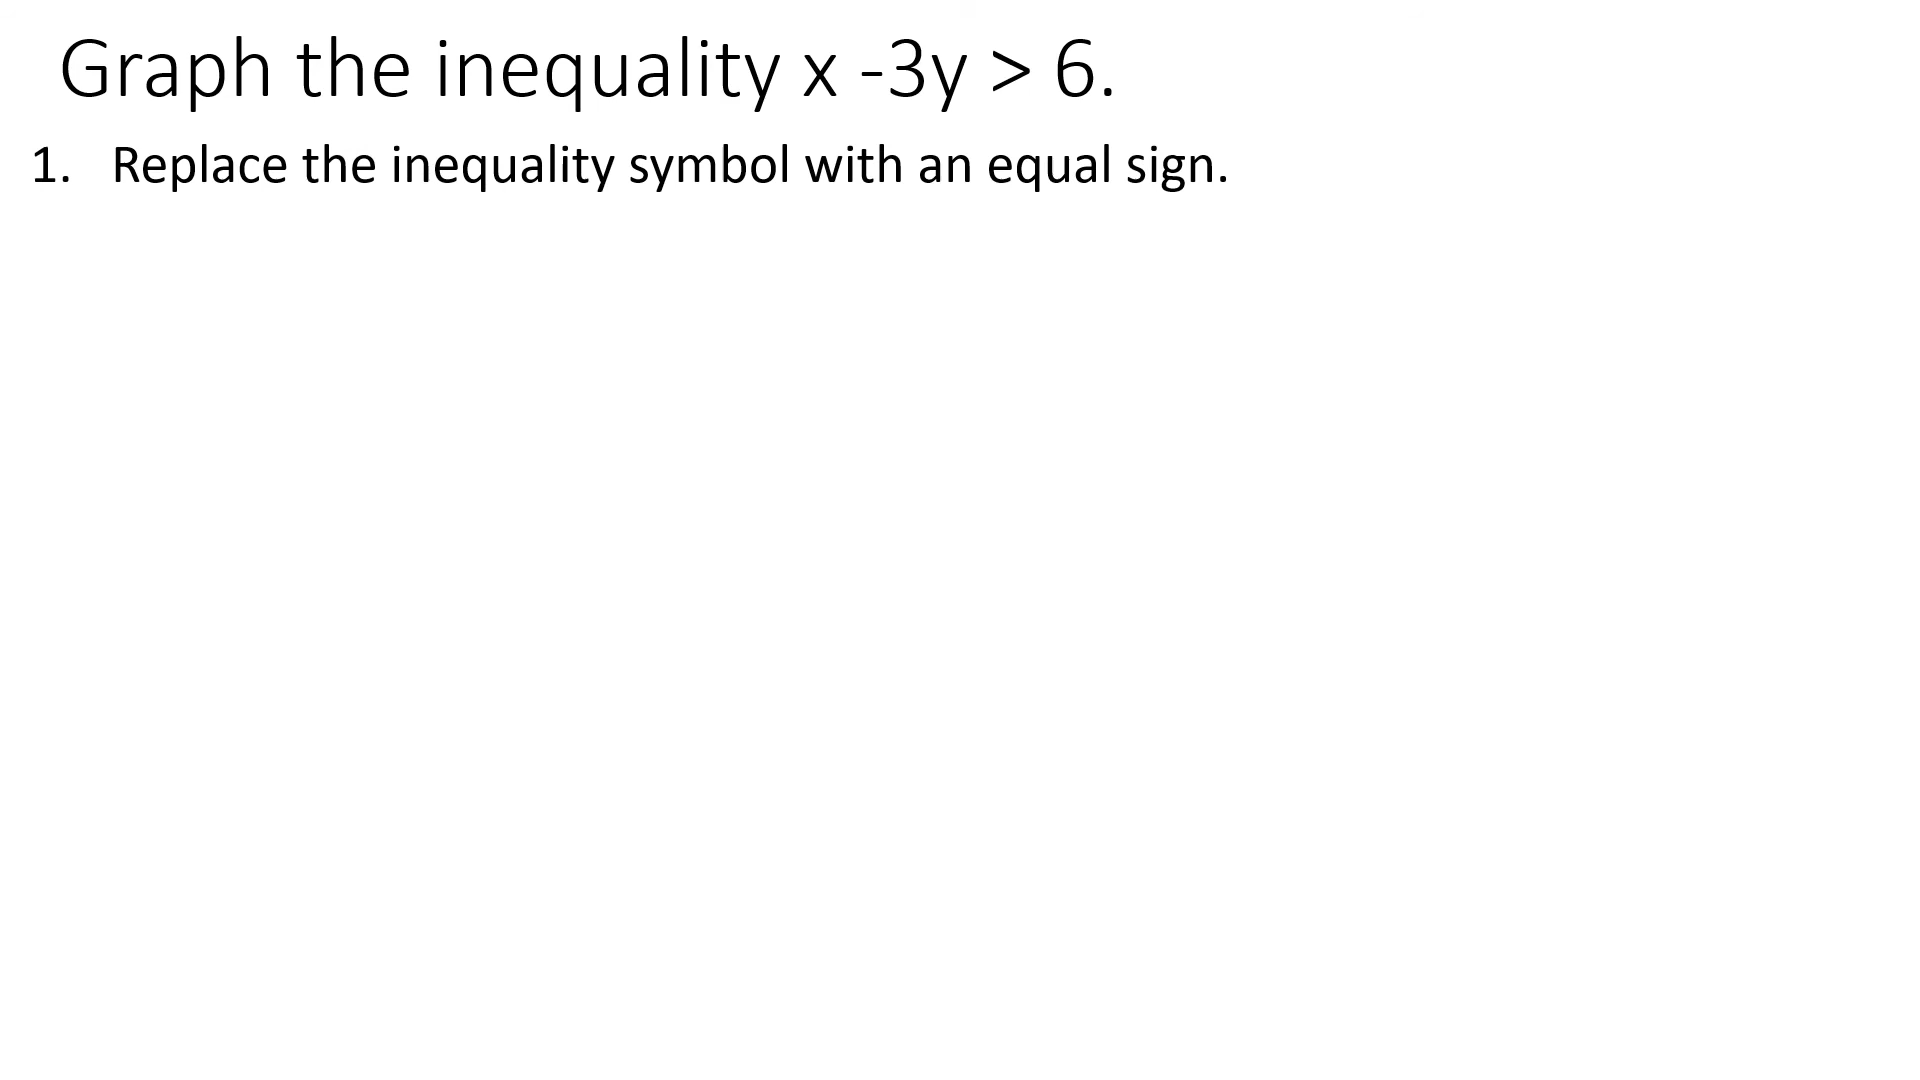 Graph the inequality x -3y > 6.
1. Replace the inequality symbol with an equal sign.